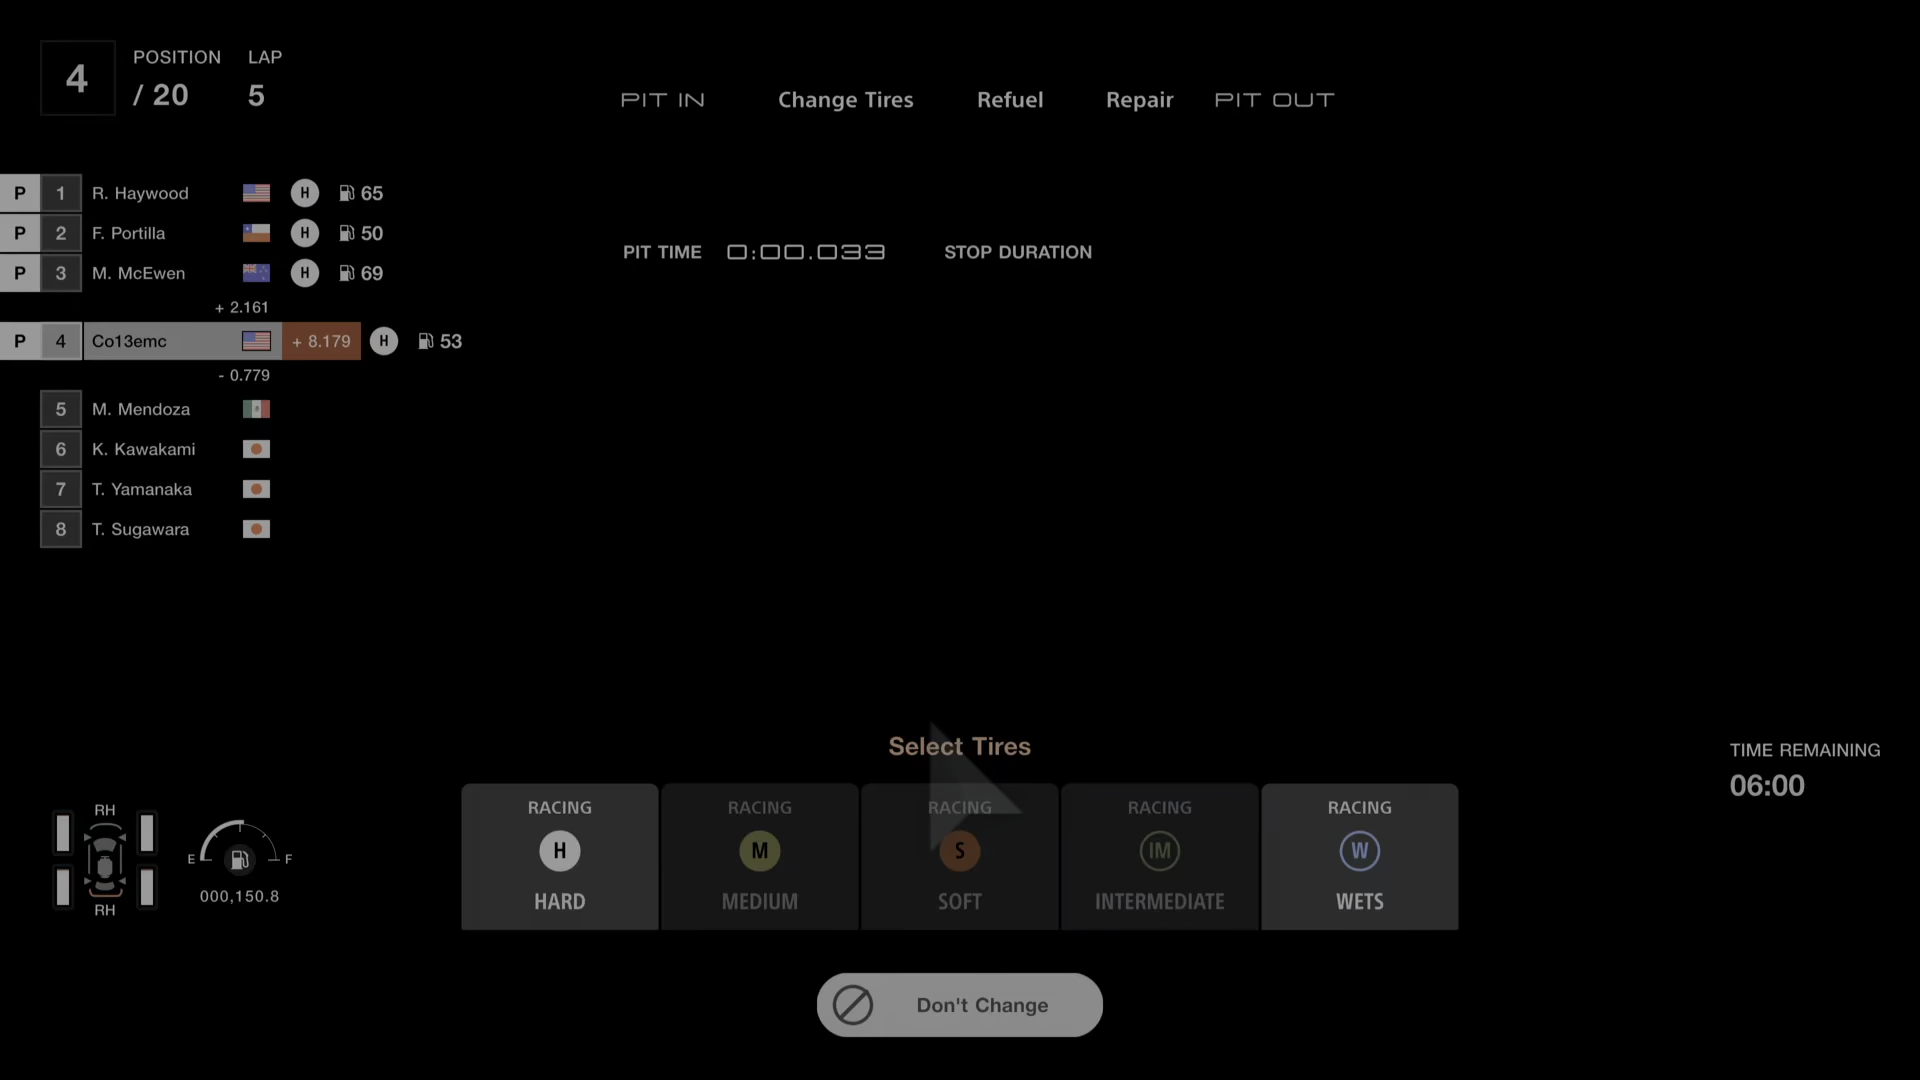 4
POSITION LAP
/ 20 5
PIT IN Change Tires Refuel Repair PIT OUT
P 1 R. Haywood H 65
P 2 F. Portilla H 50
P 3 M. McEwen H 69
+ 2.161
P 4 Co13emc + 8.179 H 53
- 0.779
5 M. Mendoza
6 K. Kawakami
7 T. Yamanaka
8 T. Sugawara
PIT TIME 0:00.033 STOP DURATION
Select Tires
RACING H HARD
RACING M MEDIUM
RACING S SOFT
RACING IM INTERMEDIATE
RACING W WETS
Don't Change
TIME REMAINING
06:00
RH
RH
E F
000,150.8